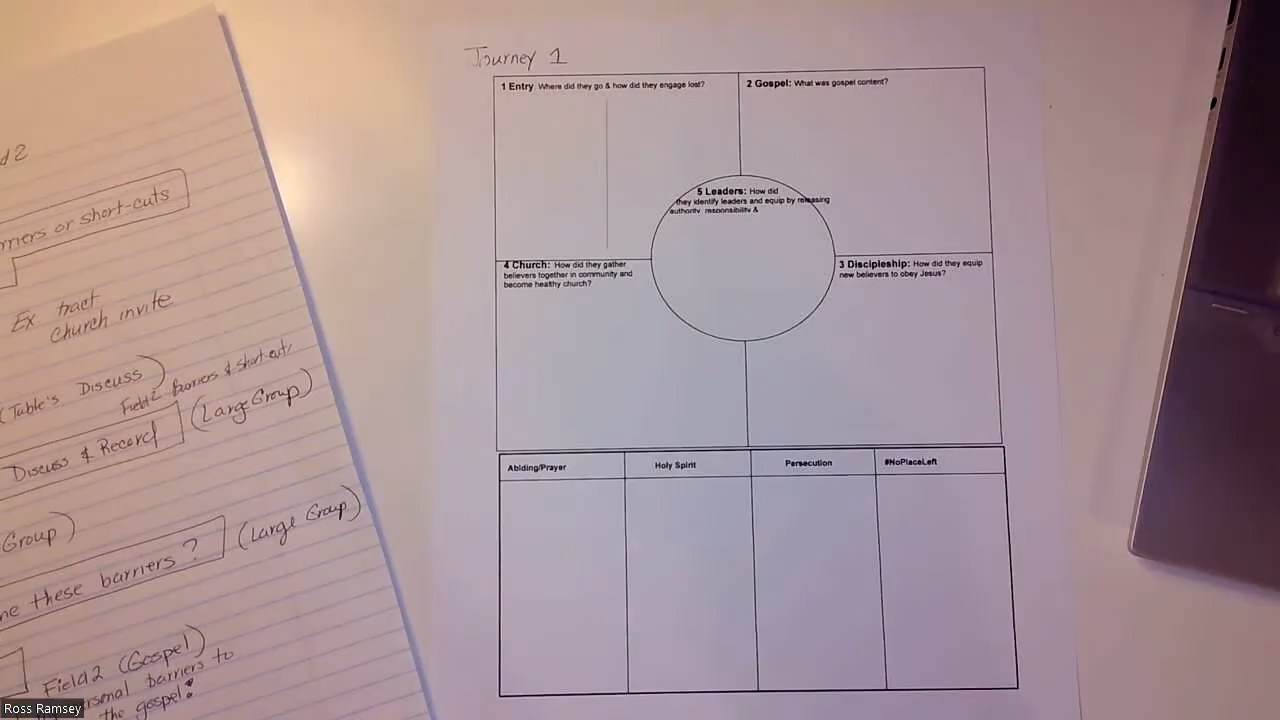 d 2
rriers or short-cuts
Ex. tract
church invite
(Table's Discuss)
Field 2 Barriers & short cuts
Discuss & Record (Large Group)
Group)
me these barriers? (Large Group)
Field 2 (Gospel)
rsonal barriers to
the gospel?
Journey 1
1 Entry Where did they go & how did they engage lost?
2 Gospel: What was gospel content?
5 Leaders: How did
they identify leaders and equip by releasing
authority responsibility &
4 Church: How did they gather
believers together in community and
become healthy church?
3 Discipleship: How did they equip
new believers to obey Jesus?
Abiding/Prayer
Holy Spirit
Persecution
#NoPlaceLeft
Ross Ramsey